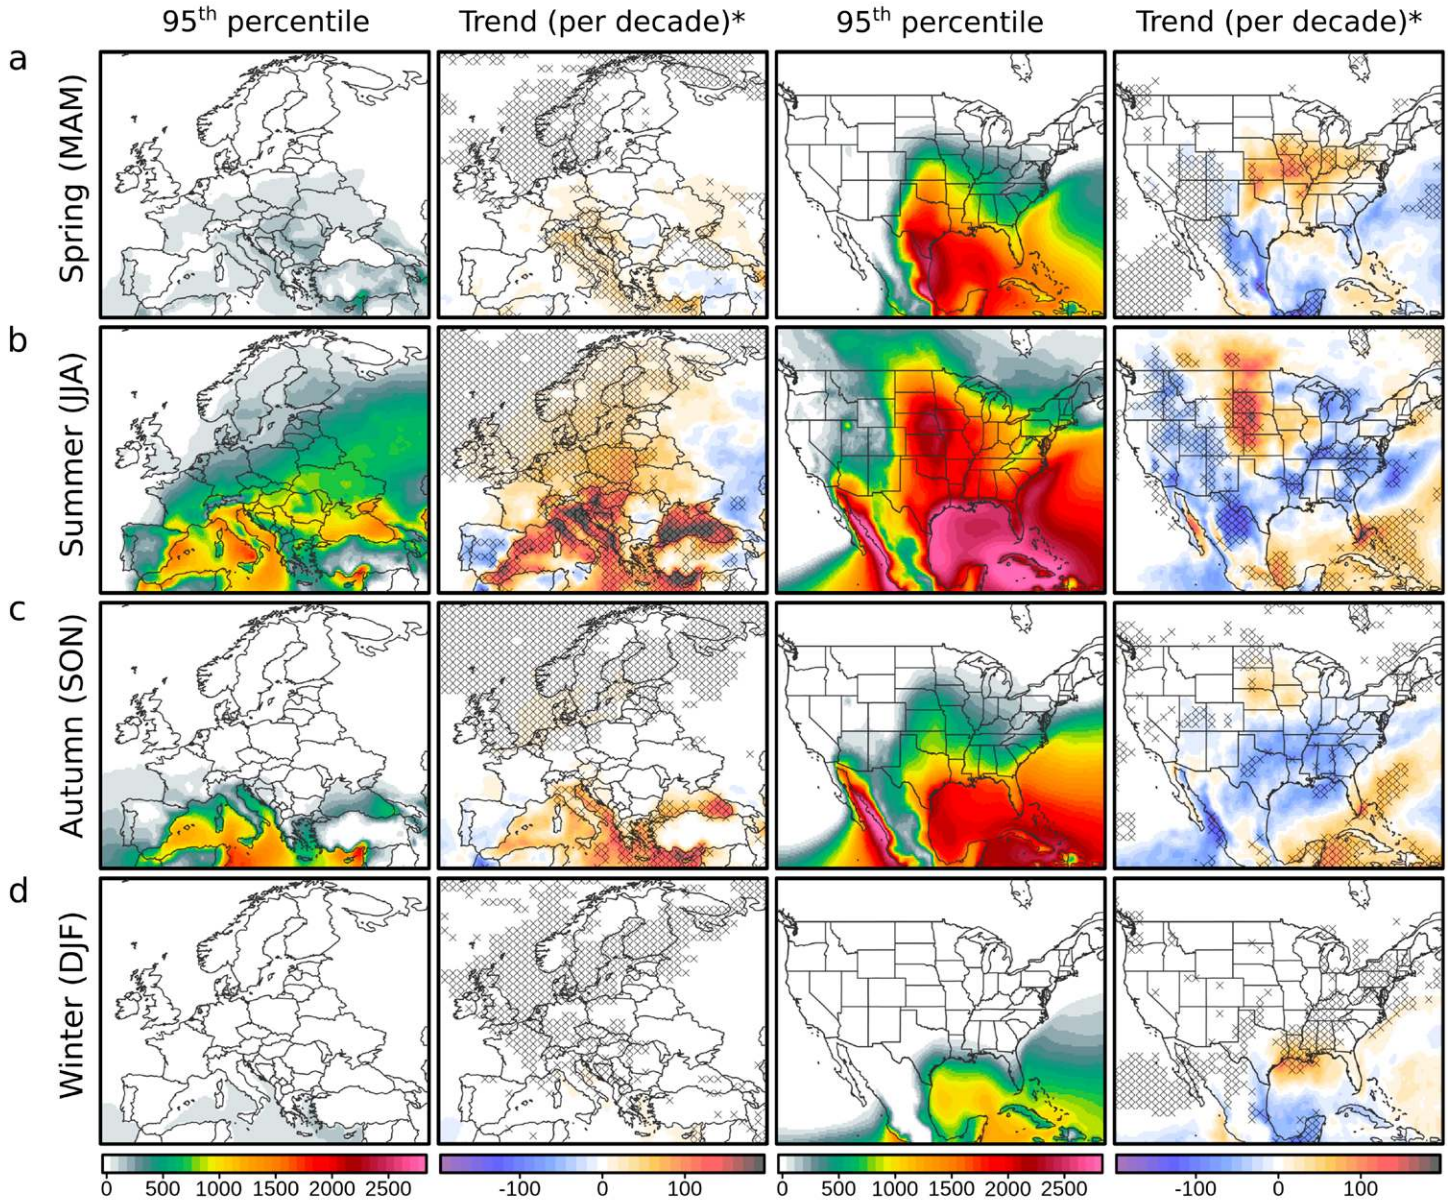 95th percentile Trend (per decade)* 95th percentile Trend (per decade)*
a
Spring (MAM)
b
Summer (JJA)
c
Autumn (SON)
d
Winter (DJF)
0 500 1000 1500 2000 2500 -100 0 100 0 500 1000 1500 2000 2500 -100 0 100